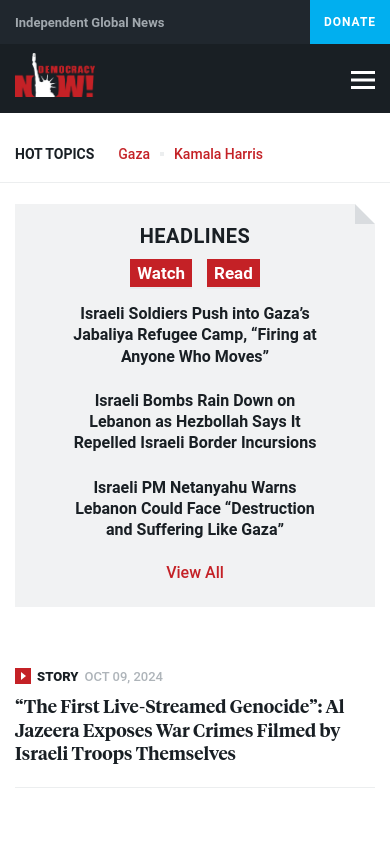 Independent Global News
DONATE
DEMOCRACY
NOW!
HOT TOPICS
Gaza
Kamala Harris
HEADLINES
Watch
Read
Israeli Soldiers Push into Gaza’s
Jabaliya Refugee Camp, “Firing at
Anyone Who Moves”
Israeli Bombs Rain Down on
Lebanon as Hezbollah Says It
Repelled Israeli Border Incursions
Israeli PM Netanyahu Warns
Lebanon Could Face “Destruction
and Suffering Like Gaza”
View All
STORY OCT 09, 2024
“The First Live-Streamed Genocide”: Al
Jazeera Exposes War Crimes Filmed by
Israeli Troops Themselves